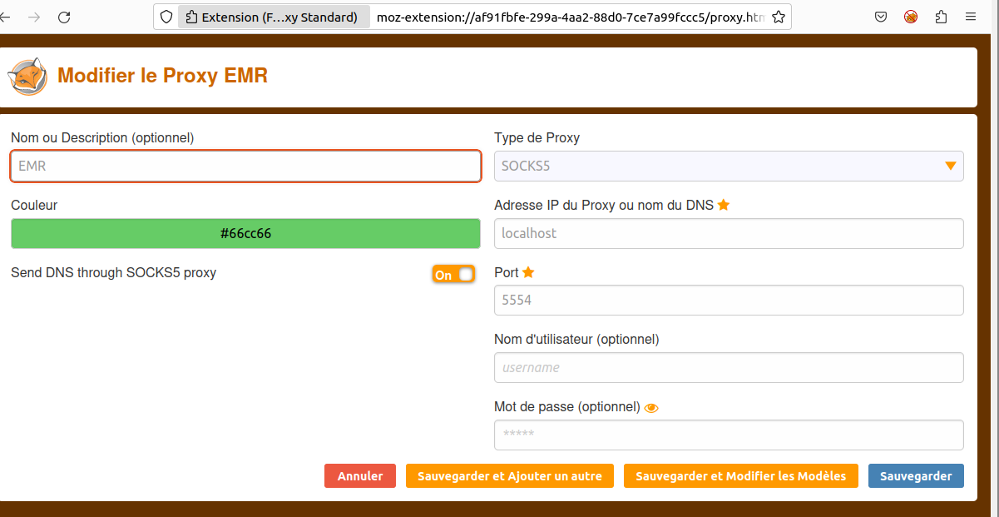 Extension (F…xy Standard)
moz-extension://af91fbfe-299a-4aa2-88d0-7ce7a99fccc5/proxy.htm
Modifier le Proxy EMR
Nom ou Description (optionnel)
EMR
Couleur
#66cc66
Send DNS through SOCKS5 proxy
On
Type de Proxy
SOCKS5
Adresse IP du Proxy ou nom du DNS
localhost
Port
5554
Nom d'utilisateur (optionnel)
username
Mot de passe (optionnel)
*****
Annuler
Sauvegarder et Ajouter un autre
Sauvegarder et Modifier les Modèles
Sauvegarder